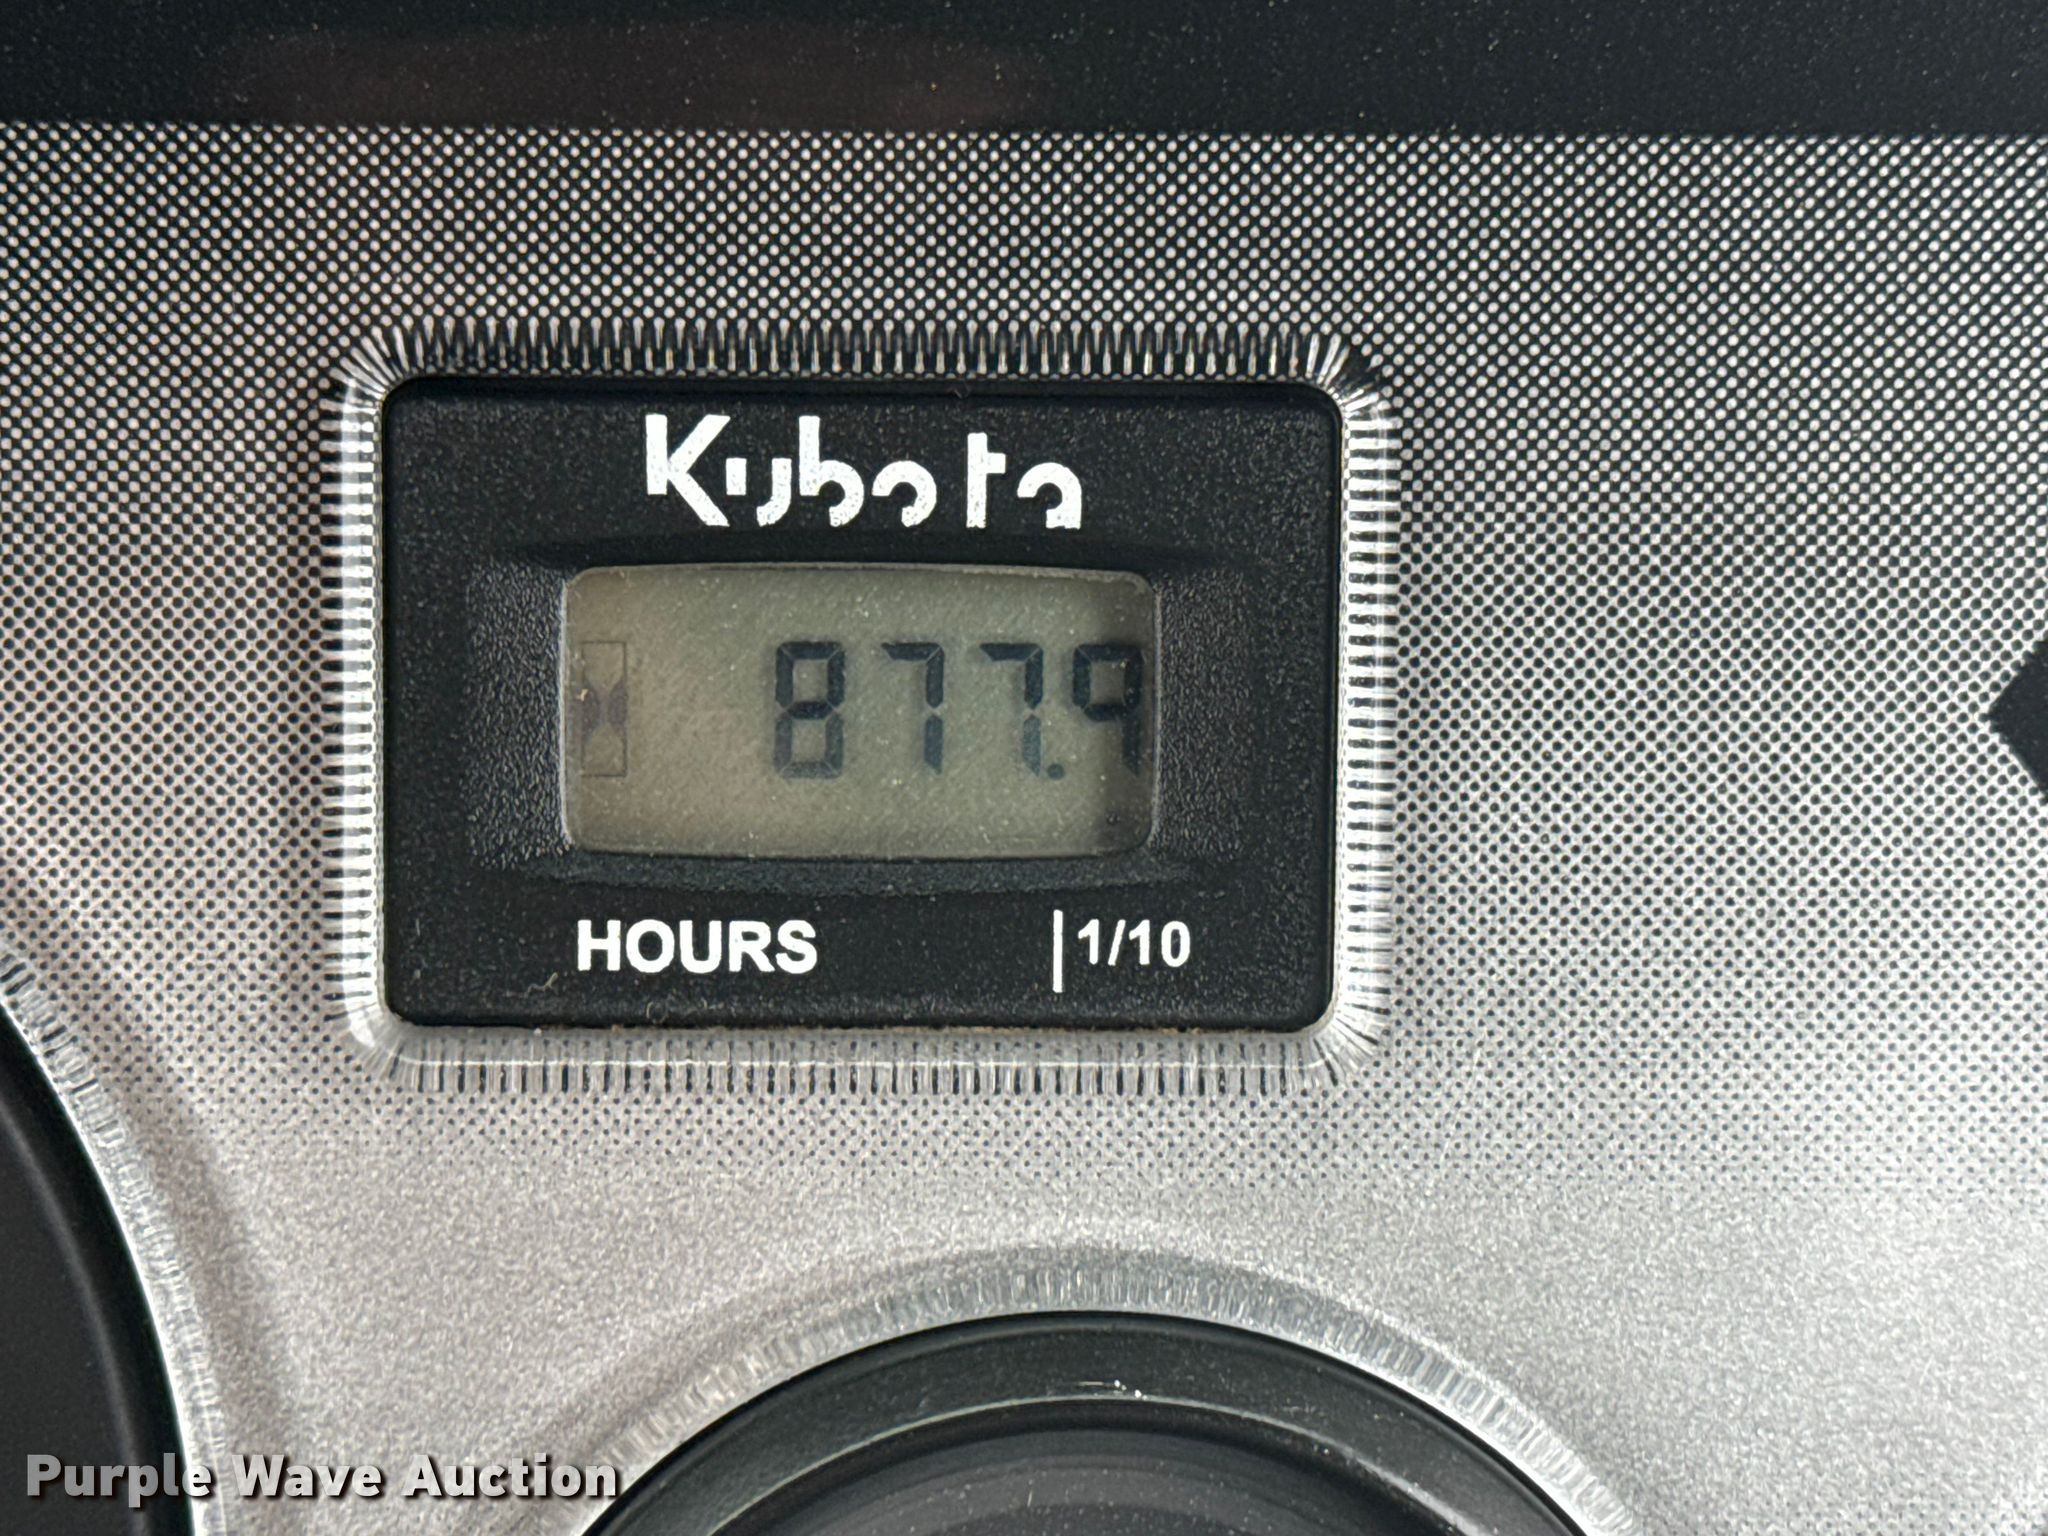 Kubota
877.9
HOURS |1/10
Purple Wave Auction